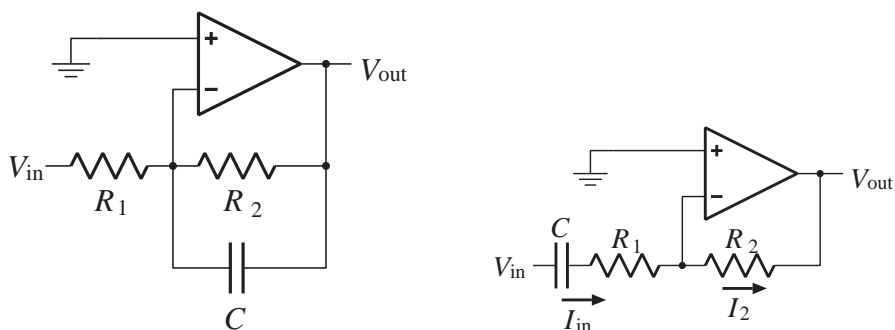 +
−
V_out
V_in
R_1
R_2
C
+
−
V_out
C
R_1
R_2
V_in
I_in
I_2